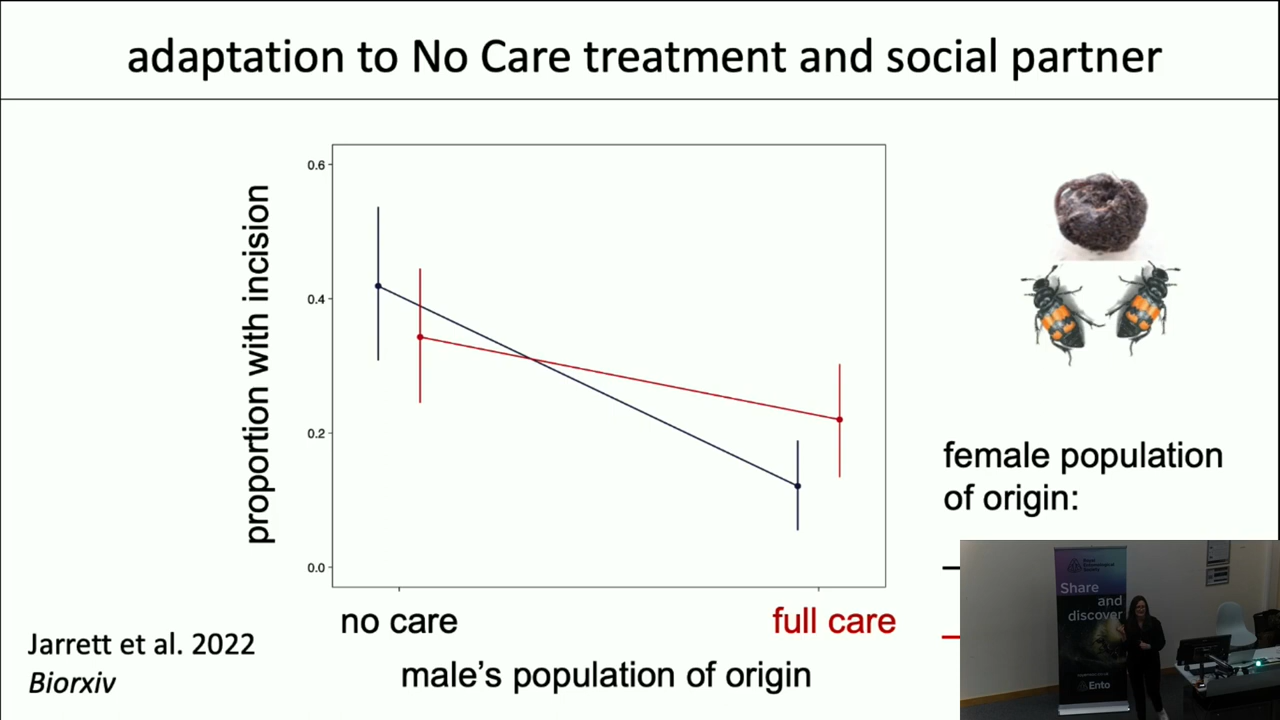 adaptation to No Care treatment and social partner
proportion with incision
0.6
0.4
0.2
0.0
no care
full care
male's population of origin
female population
of origin:
Jarrett et al. 2022
Biorxiv
Share
and
discover
Ento